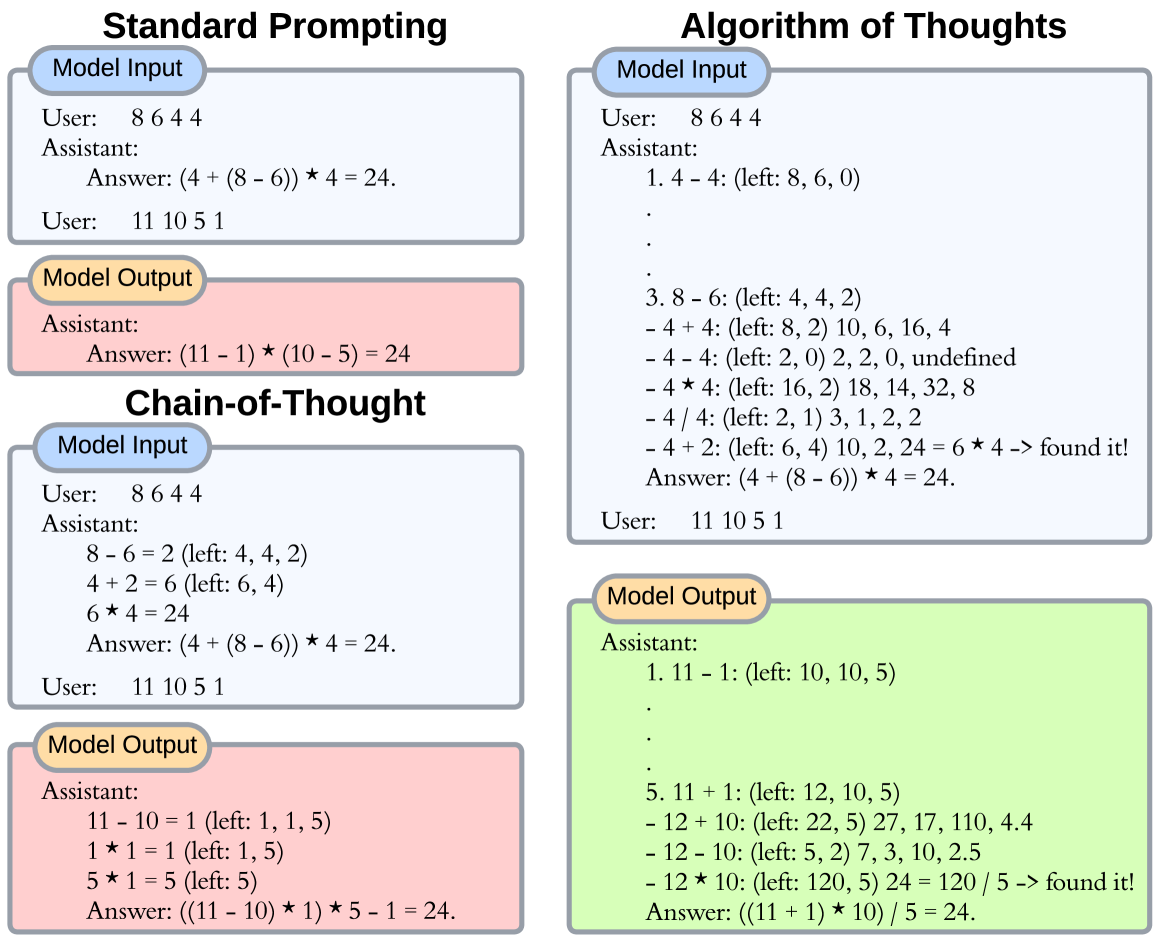 Standard Prompting
Model Input
User: 8 6 4 4
Assistant:
Answer: (4 + (8 – 6)) * 4 = 24.
User: 11 10 5 1
Model Output
Assistant:
Answer: (11 – 1) * (10 – 5) = 24
Chain-of-Thought
Model Input
User: 8 6 4 4
Assistant:
8 – 6 = 2 (left: 4, 4, 2)
4 + 2 = 6 (left: 6, 4)
6 * 4 = 24
Answer: (4 + (8 – 6)) * 4 = 24.
User: 11 10 5 1
Model Output
Assistant:
11 – 10 = 1 (left: 1, 1, 5)
1 * 1 = 1 (left: 1, 5)
5 * 1 = 5 (left: 5)
Answer: ((11 – 10) * 1) * 5 – 1 = 24.
Algorithm of Thoughts
Model Input
User: 8 6 4 4
Assistant:
1. 4 – 4: (left: 8, 6, 0)
.
.
.
3. 8 – 6: (left: 4, 4, 2)
– 4 + 4: (left: 8, 2) 10, 6, 16, 4
– 4 – 4: (left: 2, 0) 2, 2, 0, undefined
– 4 * 4: (left: 16, 2) 18, 14, 32, 8
– 4 / 4: (left: 2, 1) 3, 1, 2, 2
– 4 + 2: (left: 6, 4) 10, 2, 24 = 6 * 4 -> found it!
Answer: (4 + (8 – 6)) * 4 = 24.
User: 11 10 5 1
Model Output
Assistant:
1. 11 – 1: (left: 10, 10, 5)
.
.
.
5. 11 + 1: (left: 12, 10, 5)
– 12 + 10: (left: 22, 5) 27, 17, 110, 4.4
– 12 – 10: (left: 5, 2) 7, 3, 10, 2.5
– 12 * 10: (left: 120, 5) 24 = 120 / 5 -> found it!
Answer: ((11 + 1) * 10) / 5 = 24.